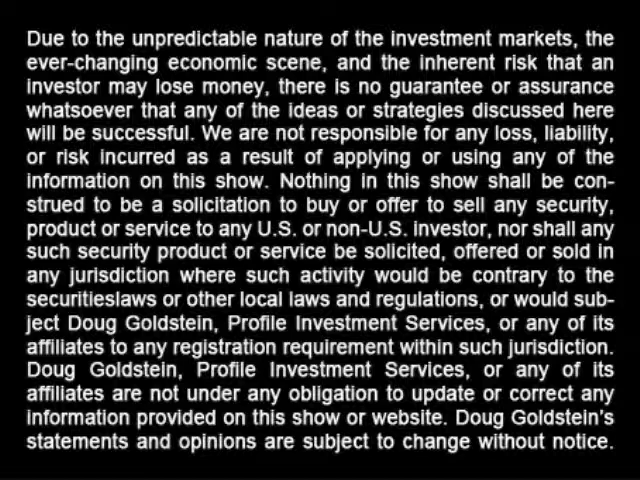 Due to the unpredictable nature of the investment markets, the
ever-changing economic scene, and the inherent risk that an
investor may lose money, there is no guarantee or assurance
whatsoever that any of the ideas or strategies discussed here
will be successful. We are not responsible for any loss, liability,
or risk incurred as a result of applying or using any of the
information on this show. Nothing in this show shall be con-
strued to be a solicitation to buy or offer to sell any security,
product or service to any U.S. or non-U.S. investor, nor shall any
such security product or service be solicited, offered or sold in
any jurisdiction where such activity would be contrary to the
securitieslaws or other local laws and regulations, or would sub-
ject Doug Goldstein, Profile Investment Services, or any of its
affiliates to any registration requirement within such jurisdiction.
Doug Goldstein, Profile Investment Services, or any of its
affiliates are not under any obligation to update or correct any
information provided on this show or website. Doug Goldstein's
statements and opinions are subject to change without notice.